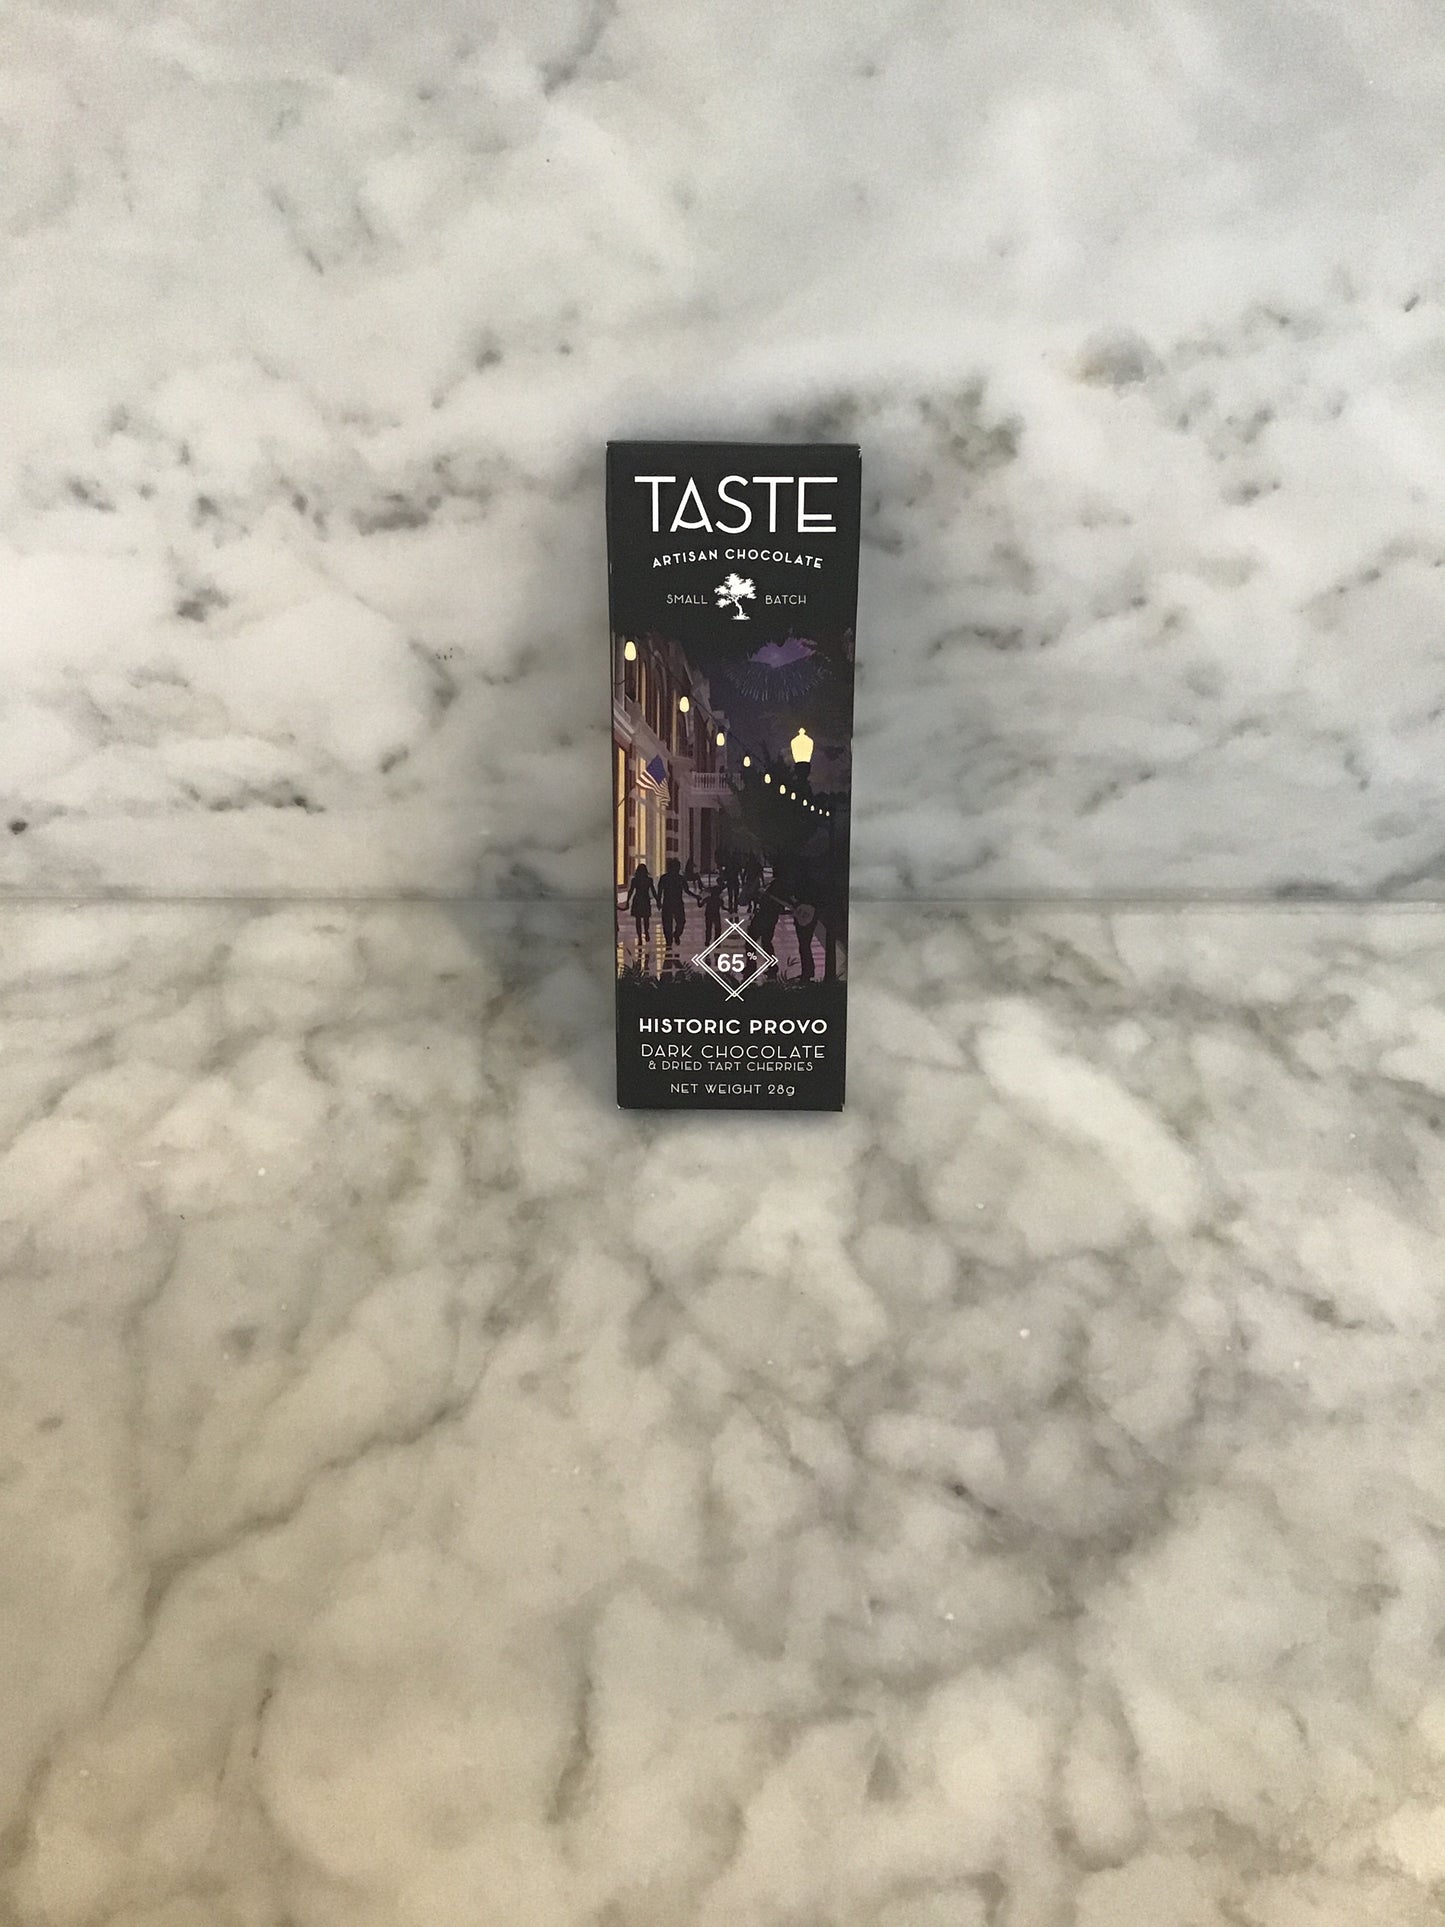 TASTE
ARTISAN CHOCOLATE
SMALL BATCH
65%
HISTORIC PROVO
DARK CHOCOLATE
& DRIED TART CHERRIES
NET WEIGHT 28g